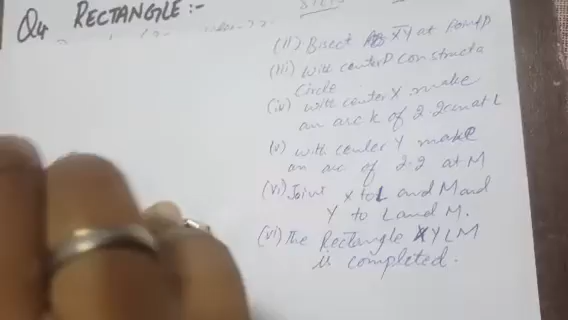 Q4 RECTANGLE :-
Steps
(ii) Bisect XY at Point P
(iii) with center P construct a
Circle
(iv) with center X make
an arc of 2.2cm at L
(v) with center Y make
an arc of 2.2 at M
(vi) Joint X to L and M and
Y to L and M.
(vi) The Rectangle XYLM
is completed.